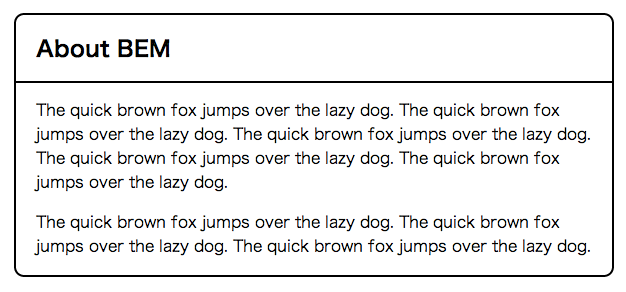 About BEM
The quick brown fox jumps over the lazy dog. The quick brown fox
jumps over the lazy dog. The quick brown fox jumps over the lazy dog.
The quick brown fox jumps over the lazy dog. The quick brown fox
jumps over the lazy dog.
The quick brown fox jumps over the lazy dog. The quick brown fox
jumps over the lazy dog. The quick brown fox jumps over the lazy dog.